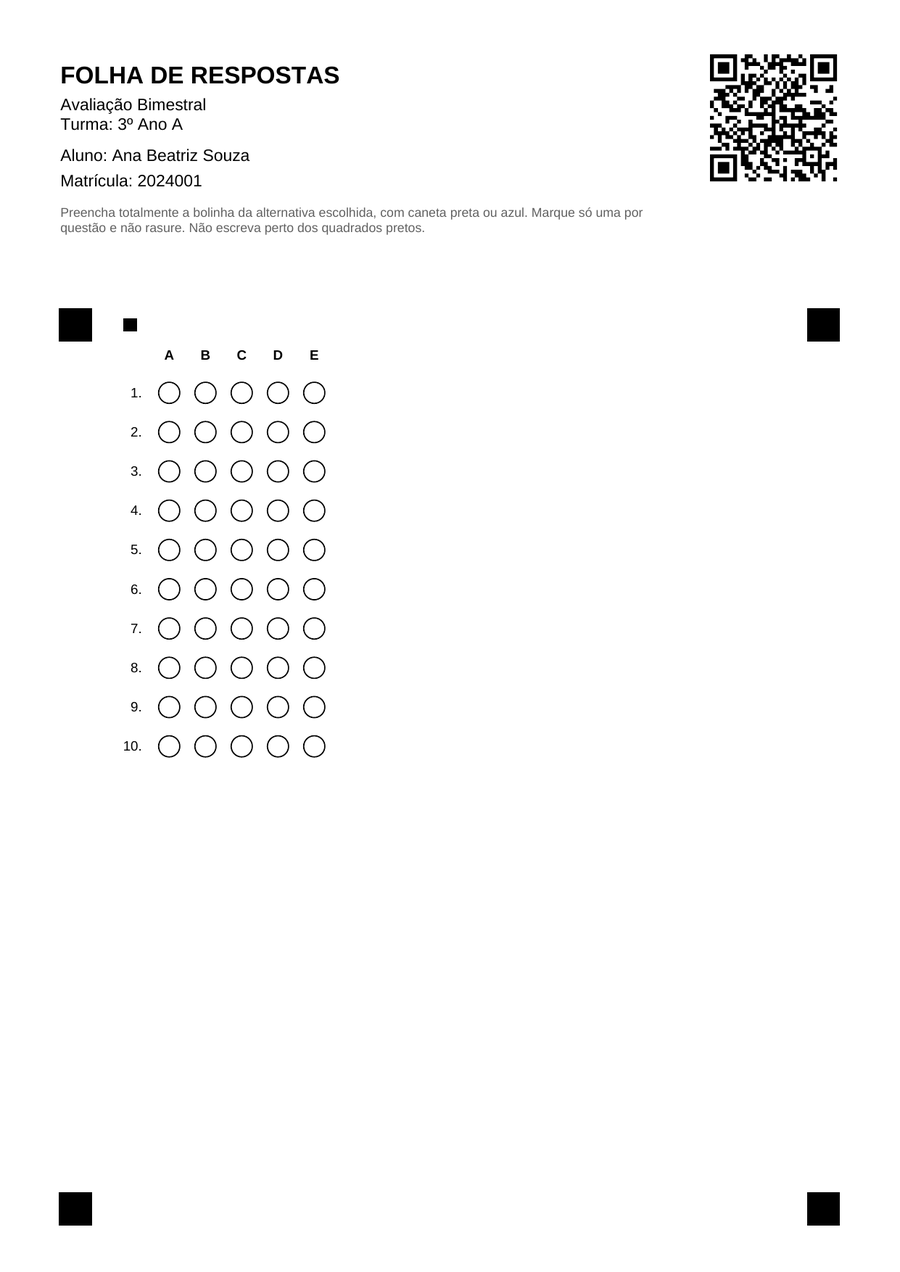 FOLHA DE RESPOSTAS
Avaliação Bimestral
Turma: 3º Ano A
Aluno: Ana Beatriz Souza
Matrícula: 2024001
Preencha totalmente a bolinha da alternativa escolhida, com caneta preta ou azul. Marque só uma por
questão e não rasure. Não escreva perto dos quadrados pretos.
A B C D E
1.
2.
3.
4.
5.
6.
7.
8.
9.
10.